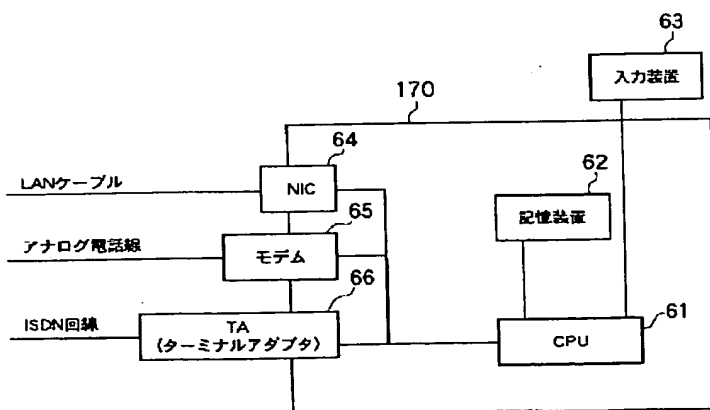 63
入力装置
170
64
LANケーブル
NIC
62
記憶装置
65
アナログ電話線
モデム
66
61
ISDN回線
TA
(ターミナルアダプタ)
CPU